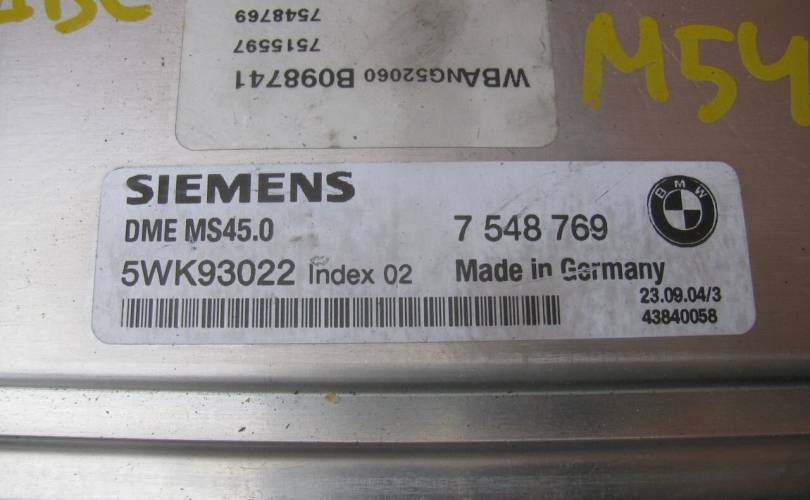 WBANG52060 B098741
7515597
7548769
M54
SIEMENS
DME MS45.0 7 548 769
5WK93022 Index 02 Made in Germany
23.09.04/3
43840058
BMW